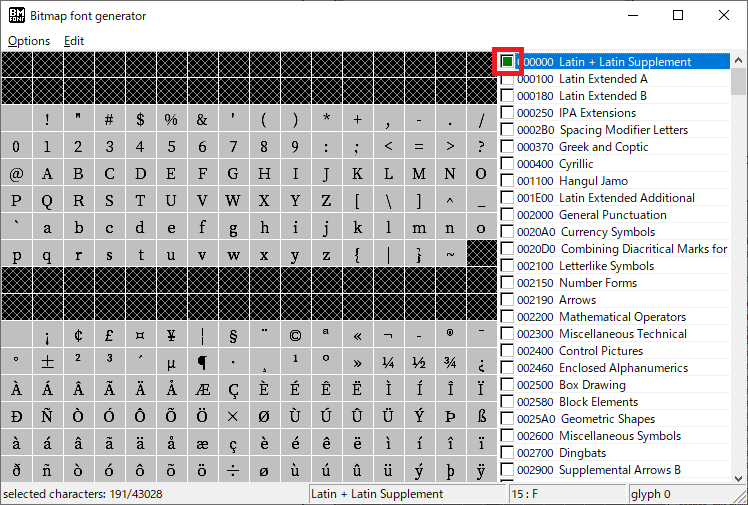 BM FONT Bitmap font generator
Options Edit
! " # $ % & ' ( ) * + , - . /
0 1 2 3 4 5 6 7 8 9 : ; < = > ?
@ A B C D E F G H I J K L M N O
P Q R S T U V W X Y Z [ \ ] ^ _
` a b c d e f g h i j k l m n o
p q r s t u v w x y z { | } ~
¡ ¢ £ ¤ ¥ ¦ § ¨ © ª « ¬ - ® ¯
° ± ² ³ ´ µ ¶ · ¸ ¹ º » ¼ ½ ¾ ¿
À Á Â Ã Ä Å Æ Ç È É Ê Ë Ì Í Î Ï
Ð Ñ Ò Ó Ô Õ Ö × Ø Ù Ú Û Ü Ý Þ ß
à á â ã ä å æ ç è é ê ë ì í î ï
ð ñ ò ó ô õ ö ÷ ø ù ú û ü ý þ ÿ
000000 Latin + Latin Supplement
000100 Latin Extended A
000180 Latin Extended B
000250 IPA Extensions
0002B0 Spacing Modifier Letters
000370 Greek and Coptic
000400 Cyrillic
001100 Hangul Jamo
001E00 Latin Extended Additional
002000 General Punctuation
0020A0 Currency Symbols
0020D0 Combining Diacritical Marks for
002100 Letterlike Symbols
002150 Number Forms
002190 Arrows
002200 Mathematical Operators
002300 Miscellaneous Technical
002400 Control Pictures
002460 Enclosed Alphanumerics
002500 Box Drawing
002580 Block Elements
0025A0 Geometric Shapes
002600 Miscellaneous Symbols
002700 Dingbats
002900 Supplemental Arrows B
selected characters: 191/43028 Latin + Latin Supplement 15 : F glyph 0